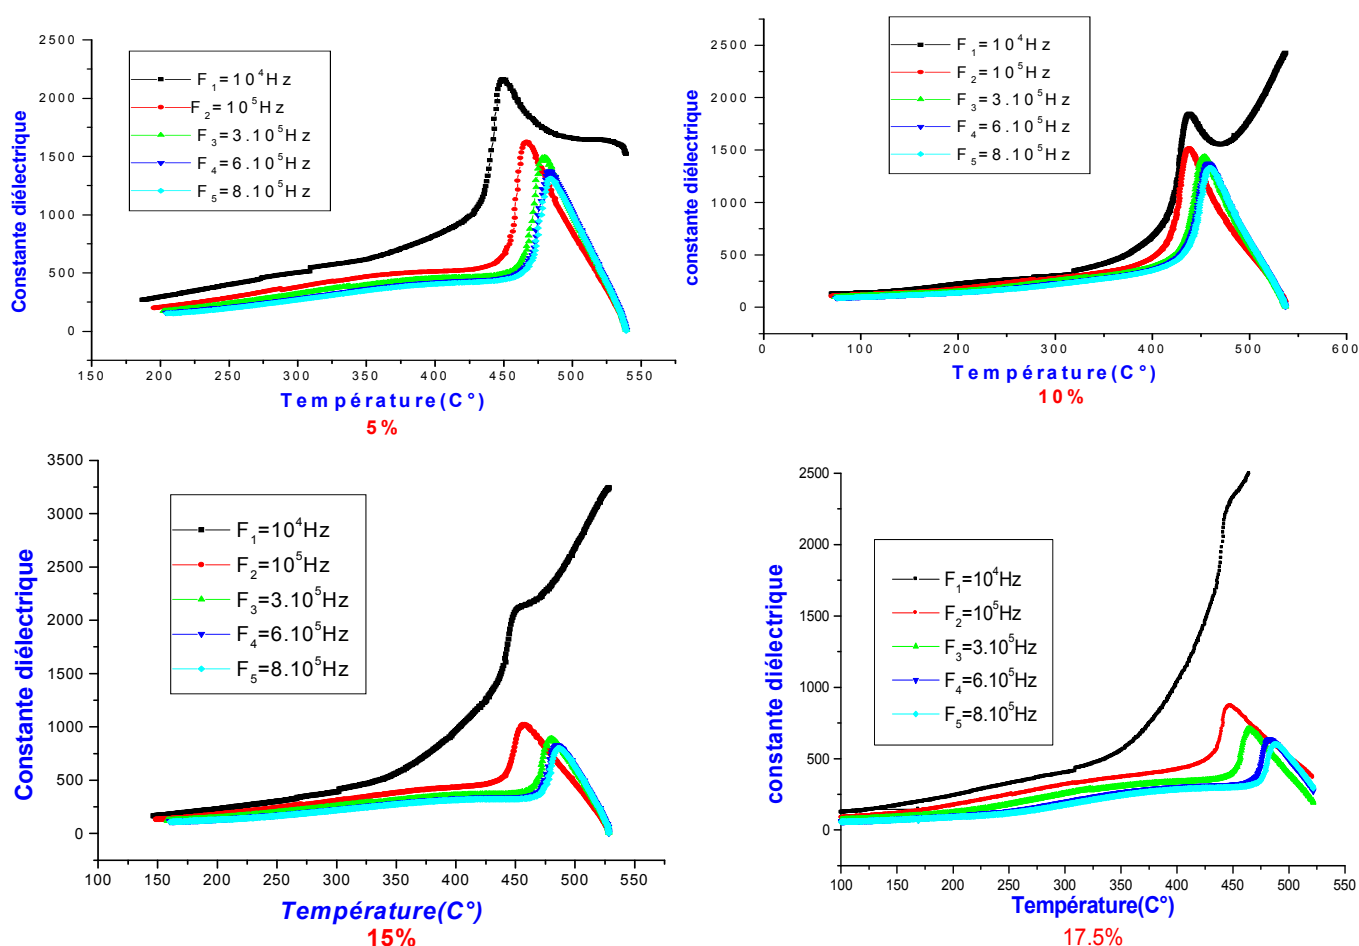 2500
2000
1500
1000
500
0
Constante diélectrique
F1=10^4Hz
F2=10^5Hz
F3=3.10^5Hz
F4=6.10^5Hz
F5=8.10^5Hz
150 200 250 300 350 400 450 500 550
Température(C°)
5%
2500
2000
1500
1000
500
0
constante diélectrique
F1=10^4Hz
F2=10^5Hz
F3=3.10^5Hz
F4=6.10^5Hz
F5=8.10^5Hz
0 100 200 300 400 500 600
Température(C°)
10%
3500
3000
2500
2000
1500
1000
500
0
Constante diélectrique
F1=10^4Hz
F2=10^5Hz
F3=3.10^5Hz
F4=6.10^5Hz
F5=8.10^5Hz
100 150 200 250 300 350 400 450 500 550
Température(C°)
15%
2500
2000
1500
1000
500
0
constante diélectrique
F1=10^4Hz
F2=10^5Hz
F3=3.10^5Hz
F4=6.10^5Hz
F5=8.10^5Hz
100 150 200 250 300 350 400 450 500 550
Température(C°)
17.5%